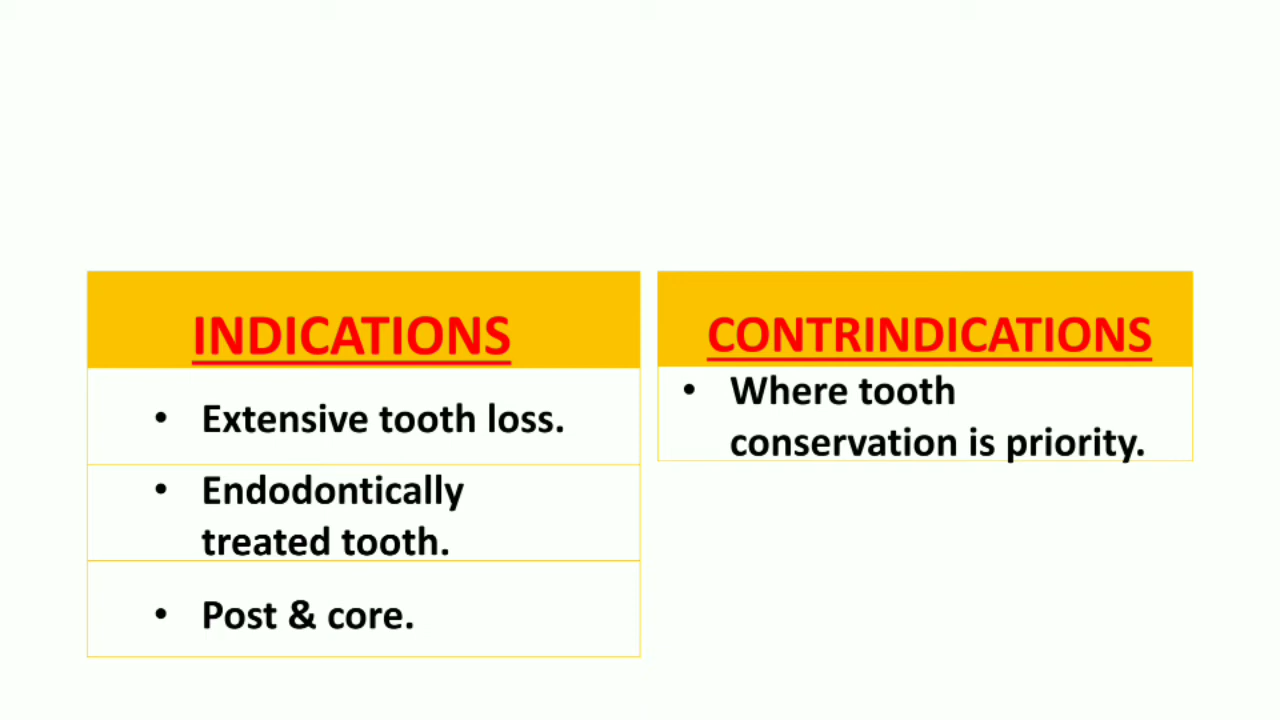 INDICATIONS
• Extensive tooth loss.
• Endodontically
treated tooth.
• Post & core.
CONTRINDICATIONS
• Where tooth
conservation is priority.